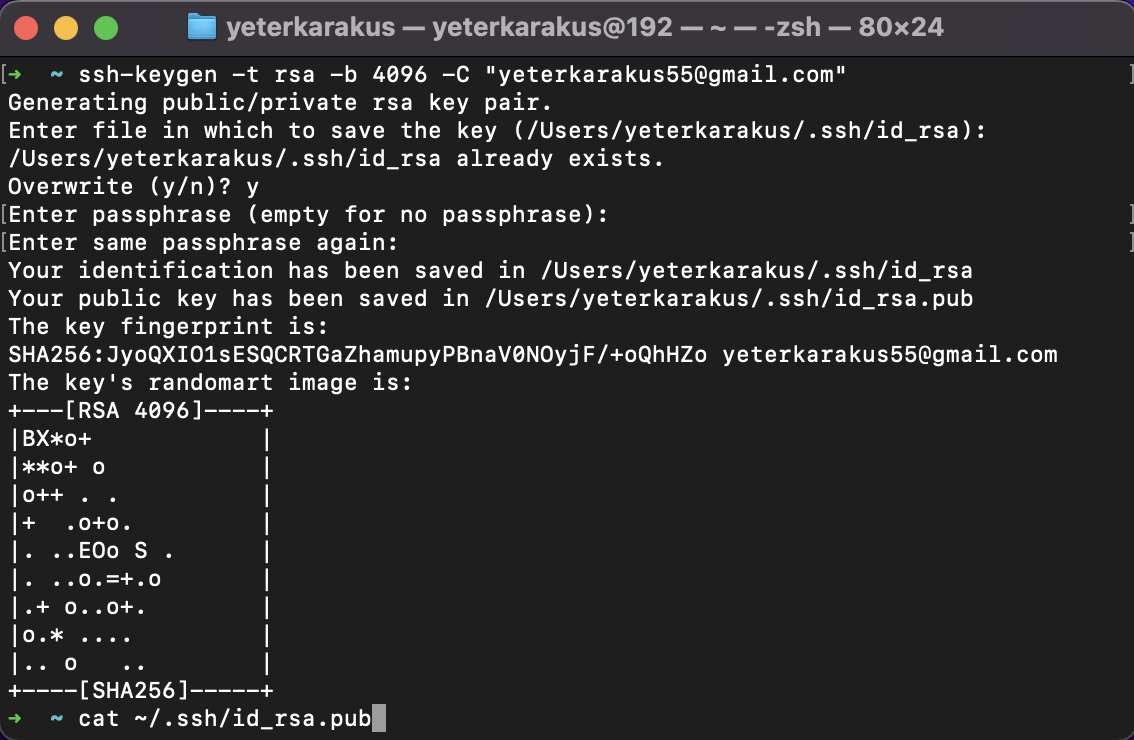 yeterkarakus — yeterkarakus@192 — ~ — -zsh — 80×24
[➜  ~ ssh-keygen -t rsa -b 4096 -C "yeterkarakus55@gmail.com" ]
Generating public/private rsa key pair.
Enter file in which to save the key (/Users/yeterkarakus/.ssh/id_rsa):
/Users/yeterkarakus/.ssh/id_rsa already exists.
Overwrite (y/n)? y
[Enter passphrase (empty for no passphrase): ]
[Enter same passphrase again: ]
Your identification has been saved in /Users/yeterkarakus/.ssh/id_rsa
Your public key has been saved in /Users/yeterkarakus/.ssh/id_rsa.pub
The key fingerprint is:
SHA256:JyoQXIO1sESQCRTGaZhamupyPBnaV0NOyjF/+oQhHZo yeterkarakus55@gmail.com
The key's randomart image is:
+---[RSA 4096]----+
|BX*o+            |
|**o+ o           |
|o++ . .          |
|+  .o+o.         |
|. ..EOo S .      |
|. ..o.=+.o       |
|.+ o..o+.        |
|o.* ....         |
|.. o   ..        |
+----[SHA256]-----+
➜  ~ cat ~/.ssh/id_rsa.pub